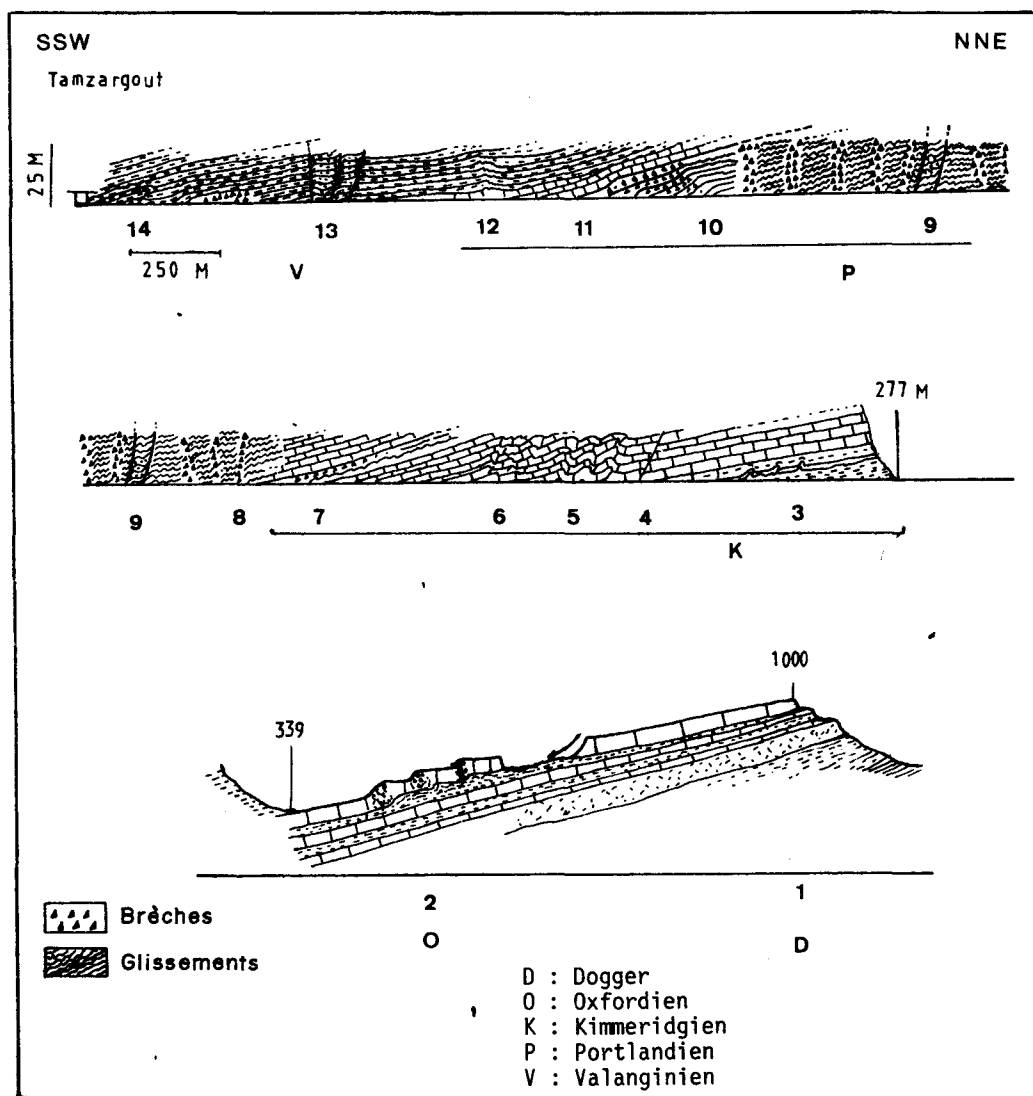 SSW NNE
Tamzargout
25 M
14 13 12 11 10 9
250 M V P
277 M
9 8 7 6 5 4 3
K
1000
339
2 1
O D
Brèches
Glissements
D : Dogger
O : Oxfordien
K : Kimmeridgien
P : Portlandien
V : Valanginien